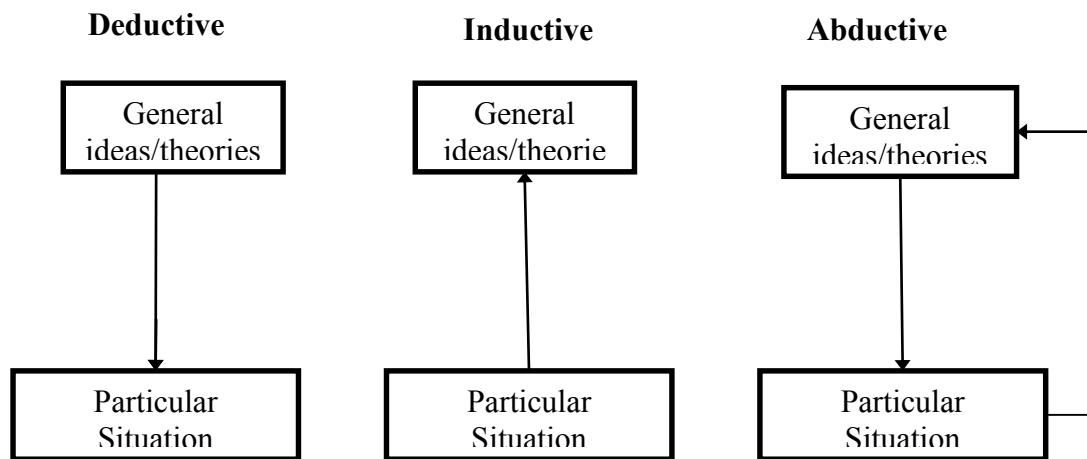 Deductive
Inductive
Abductive
General
ideas/theories
General
ideas/theorie
General
ideas/theories
Particular
Situation
Particular
Situation
Particular
Situation